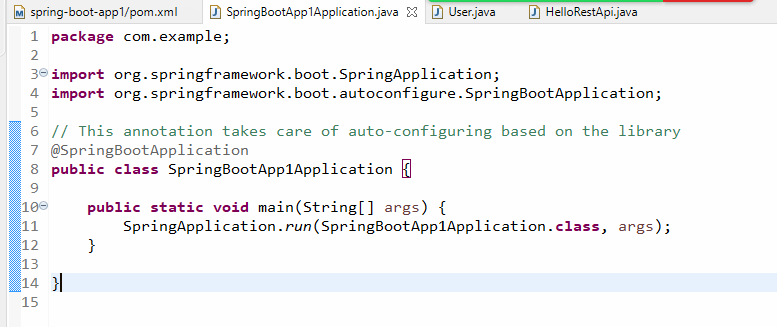 spring-boot-app1/pom.xml SpringBootApp1Application.java User.java HelloRestApi.java
1 package com.example;
2
3 import org.springframework.boot.SpringApplication;
4 import org.springframework.boot.autoconfigure.SpringBootApplication;
5
6 // This annotation takes care of auto-configuring based on the library
7 @SpringBootApplication
8 public class SpringBootApp1Application {
9
10 public static void main(String[] args) {
11 SpringApplication.run(SpringBootApp1Application.class, args);
12 }
13
14 }
15